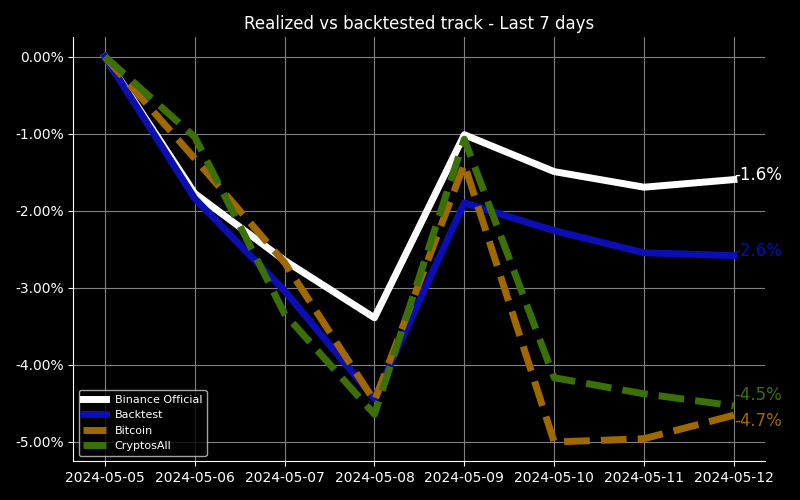 Realized vs backtested track - Last 7 days
0.00%
-1.00%
-2.00%
-3.00%
-4.00%
-5.00%
-1.6%
-2.6%
-4.5%
-4.7%
Binance Official
Backtest
Bitcoin
CryptosAll
2024-05-05 2024-05-06 2024-05-07 2024-05-08 2024-05-09 2024-05-10 2024-05-11 2024-05-12